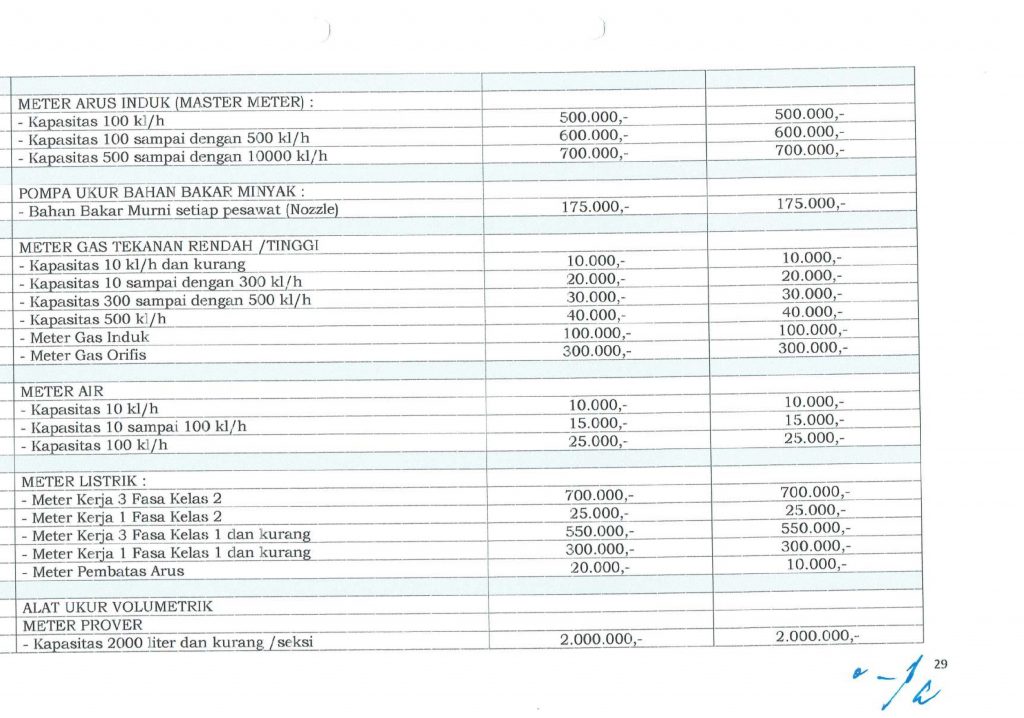 METER ARUS INDUK (MASTER METER) :
- Kapasitas 100 kl/h 500.000,- 500.000,-
- Kapasitas 100 sampai dengan 500 kl/h 600.000,- 600.000,-
- Kapasitas 500 sampai dengan 10000 kl/h 700.000,- 700.000,-
POMPA UKUR BAHAN BAKAR MINYAK :
- Bahan Bakar Murni setiap pesawat (Nozzle) 175.000,- 175.000,-
METER GAS TEKANAN RENDAH /TINGGI
- Kapasitas 10 kl/h dan kurang 10.000,- 10.000,-
- Kapasitas 10 sampai dengan 300 kl/h 20.000,- 20.000,-
- Kapasitas 300 sampai dengan 500 kl/h 30.000,- 30.000,-
- Kapasitas 500 kl/h 40.000,- 40.000,-
- Meter Gas Induk 100.000,- 100.000,-
- Meter Gas Orifis 300.000,- 300.000,-
METER AIR
- Kapasitas 10 kl/h 10.000,- 10.000,-
- Kapasitas 10 sampai 100 kl/h 15.000,- 15.000,-
- Kapasitas 100 kl/h 25.000,- 25.000,-
METER LISTRIK :
- Meter Kerja 3 Fasa Kelas 2 700.000,- 700.000,-
- Meter Kerja 1 Fasa Kelas 2 25.000,- 25.000,-
- Meter Kerja 3 Fasa Kelas 1 dan kurang 550.000,- 550.000,-
- Meter Kerja 1 Fasa Kelas 1 dan kurang 300.000,- 300.000,-
- Meter Pembatas Arus 20.000,- 10.000,-
ALAT UKUR VOLUMETRIK
METER PROVER
- Kapasitas 2000 liter dan kurang /seksi 2.000.000,- 2.000.000,-
29